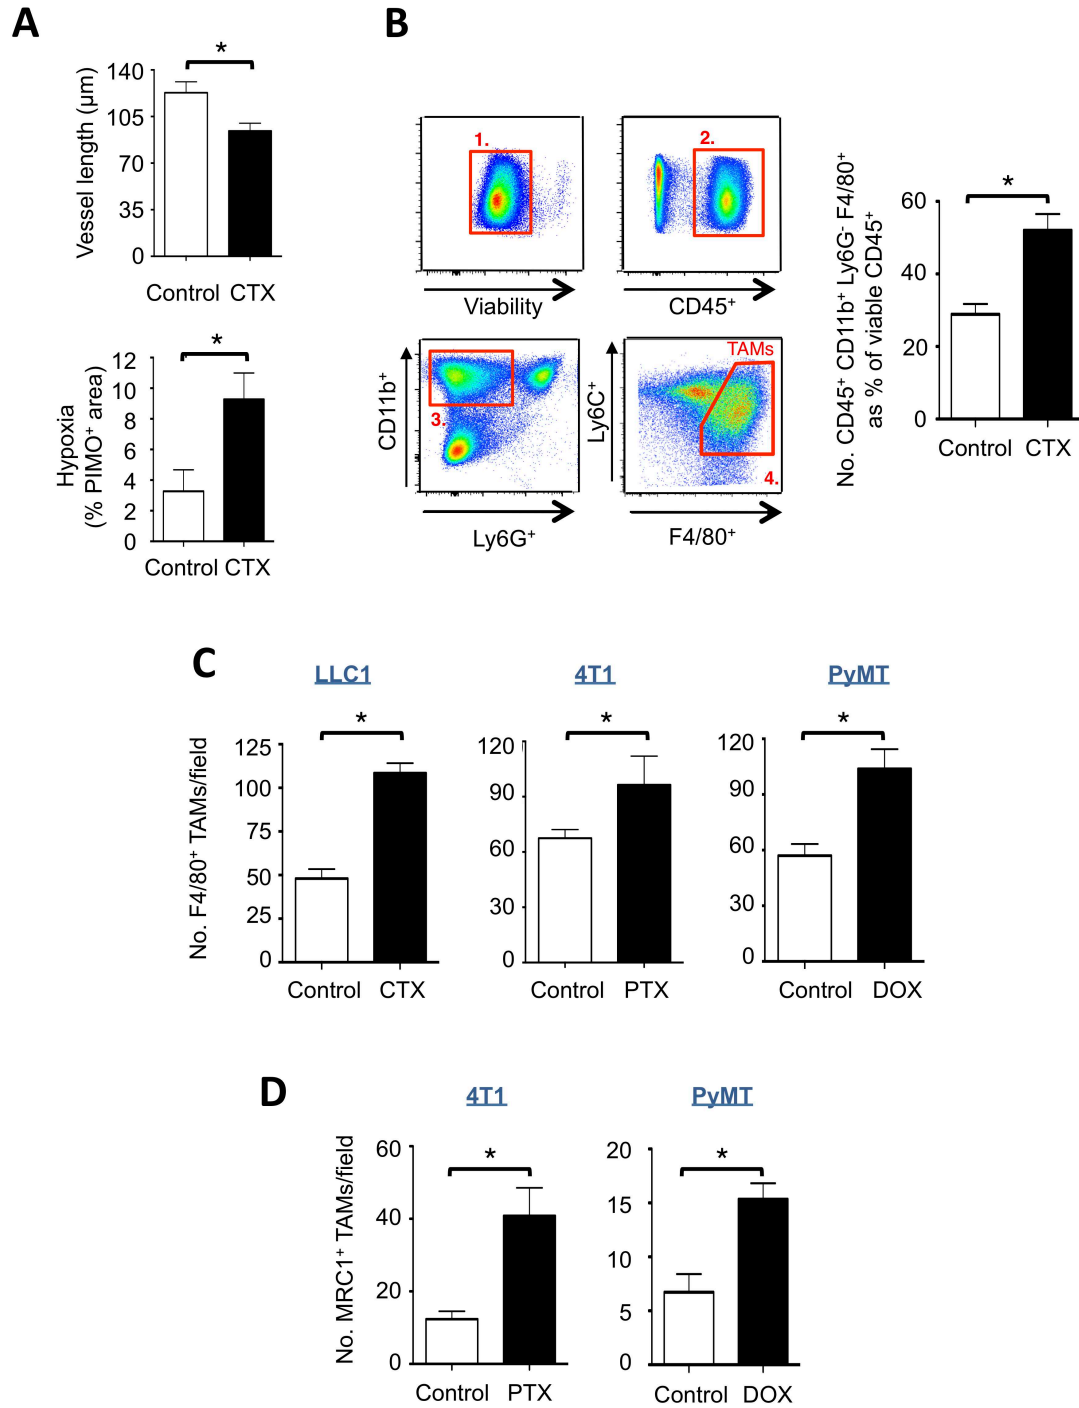 A
*
Vessel length (µm)
140
105
70
35
0
Control CTX
*
Hypoxia
(% PIMO⁺ area)
12
10
8
6
4
2
0
Control CTX
B
1.
Viability
2.
CD45⁺
CD11b⁺
3.
Ly6G⁺
Ly6C⁺
TAMs
4.
F4/80⁺
No. CD45⁺ CD11b⁺ Ly6G⁻ F4/80⁺
as % of viable CD45⁺
*
60
40
20
0
Control CTX
C
LLC1
*
No. F4/80⁺ TAMs/field
125
100
75
50
25
0
Control CTX
4T1
*
120
90
60
30
0
Control PTX
PyMT
*
120
90
60
30
0
Control DOX
D
4T1
*
No. MRC1⁺ TAMs/field
60
40
20
0
Control PTX
PyMT
*
20
15
10
5
0
Control DOX